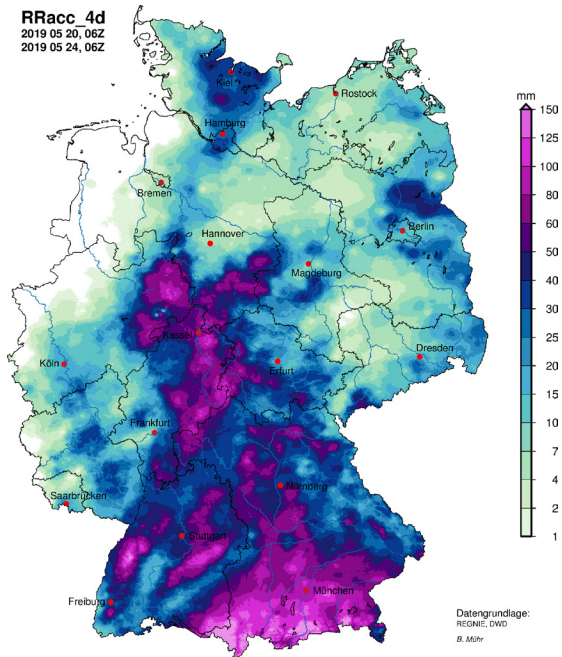 RRacc_4d
2019 05 20, 06Z
2019 05 24, 06Z
Kiel
Rostock
Hamburg
Bremen
Berlin
Hannover
Magdeburg
Kassel
Köln
Erfurt
Dresden
Frankfurt
Saarbrücken
Nürnberg
Stuttgart
Freiburg
München
mm
150
125
100
80
60
50
40
30
25
20
15
10
7
4
2
1
Datengrundlage:
REGNIE, DWD
B. Mühr